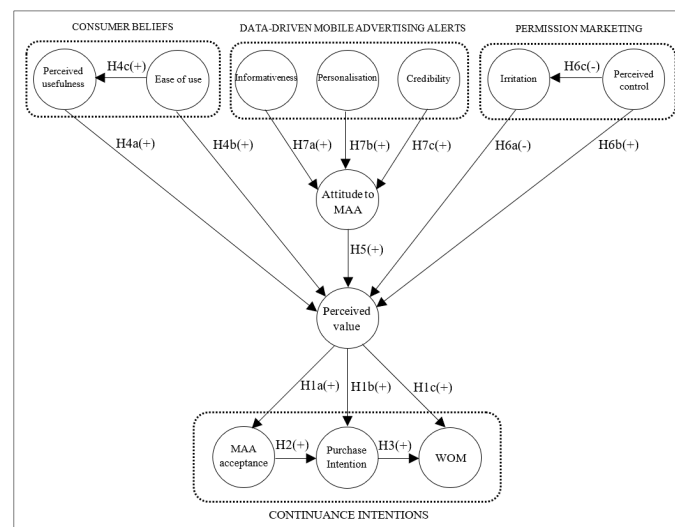 CONSUMER BELIEFS
DATA-DRIVEN MOBILE ADVERTISING ALERTS
PERMISSION MARKETING
Perceived
usefulness
H4c(+)
Ease of use
Informativeness
Personalisation
Credibility
Irritation
H6c(-)
Perceived
control
H4a(+)
H4b(+)
H7a(+)
H7b(+)
H7c(+)
H6a(-)
H6b(+)
Attitude to
MAA
H5(+)
Perceived
value
H1a(+)
H1b(+)
H1c(+)
MAA
acceptance
H2(+)
Purchase
Intention
H3(+)
WOM
CONTINUANCE INTENTIONS